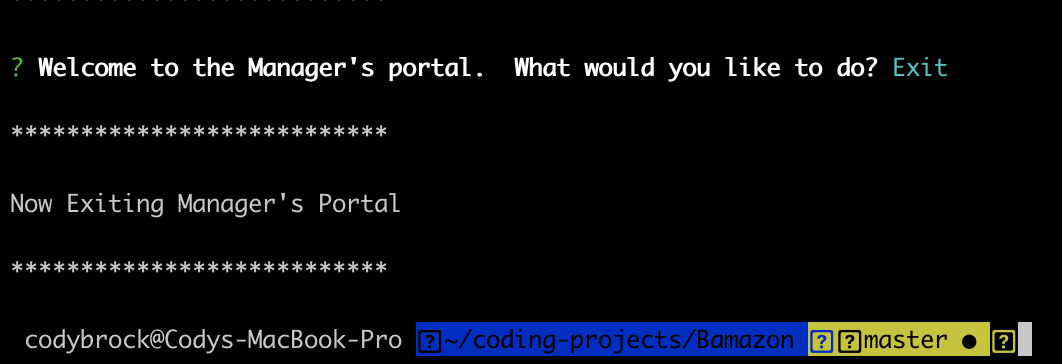 ? Welcome to the Manager's portal.  What would you like to do? Exit
***************************
Now Exiting Manager's Portal
***************************
codybrock@Codys-MacBook-Pro ⍰~/coding-projects/Bamazon ⍰⍰master ● ⍰